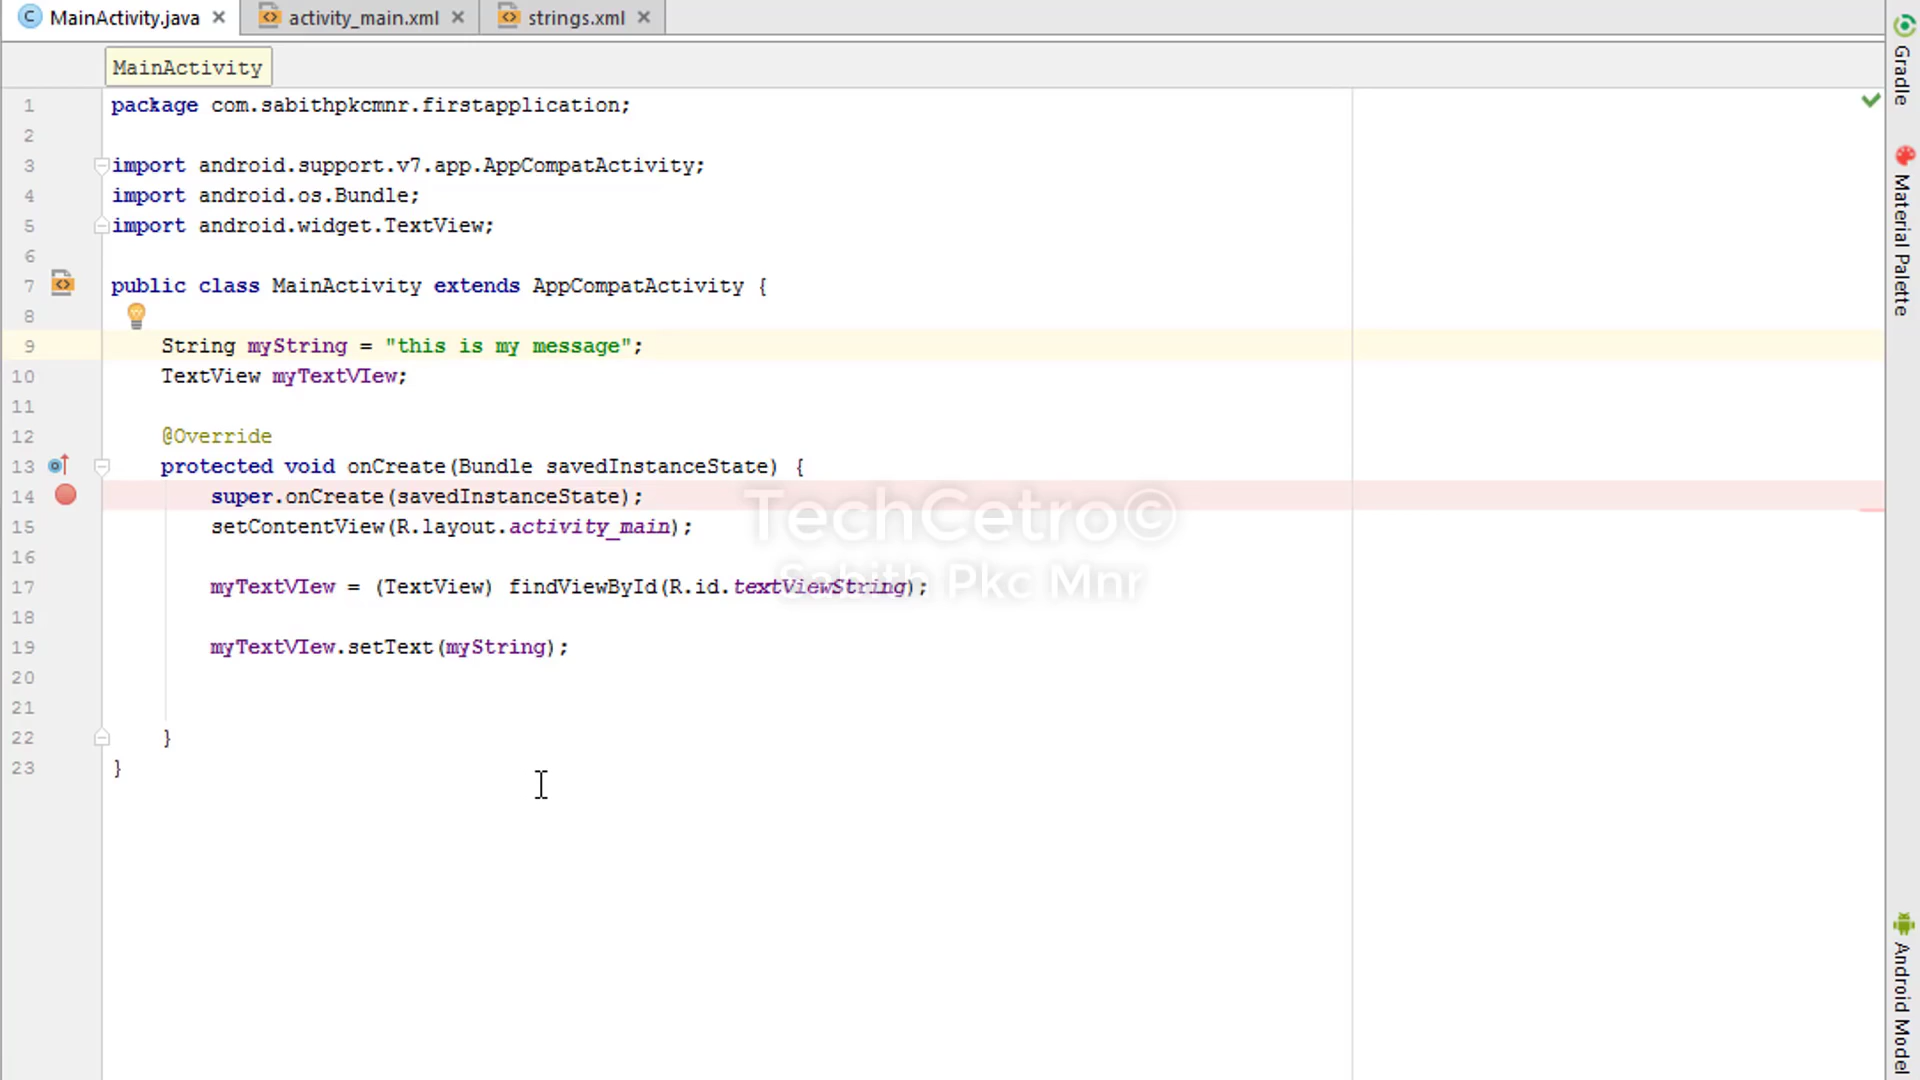 MainActivity.java
activity_main.xml
strings.xml
MainActivity
1 package com.sabithpkcmnr.firstapplication;
2
3 import android.support.v7.app.AppCompatActivity;
4 import android.os.Bundle;
5 import android.widget.TextView;
6
7 public class MainActivity extends AppCompatActivity {
8
9 String myString = "this is my message";
10 TextView myTextVIew;
11
12 @Override
13 protected void onCreate(Bundle savedInstanceState) {
14 super.onCreate(savedInstanceState);
15 setContentView(R.layout.activity_main);
16
17 myTextVIew = (TextView) findViewById(R.id.textViewString);
18
19 myTextVIew.setText(myString);
20
21
22 }
23 }
TechCetro©
Sabith Pkc Mnr
Gradle
Material Palette
Android Model